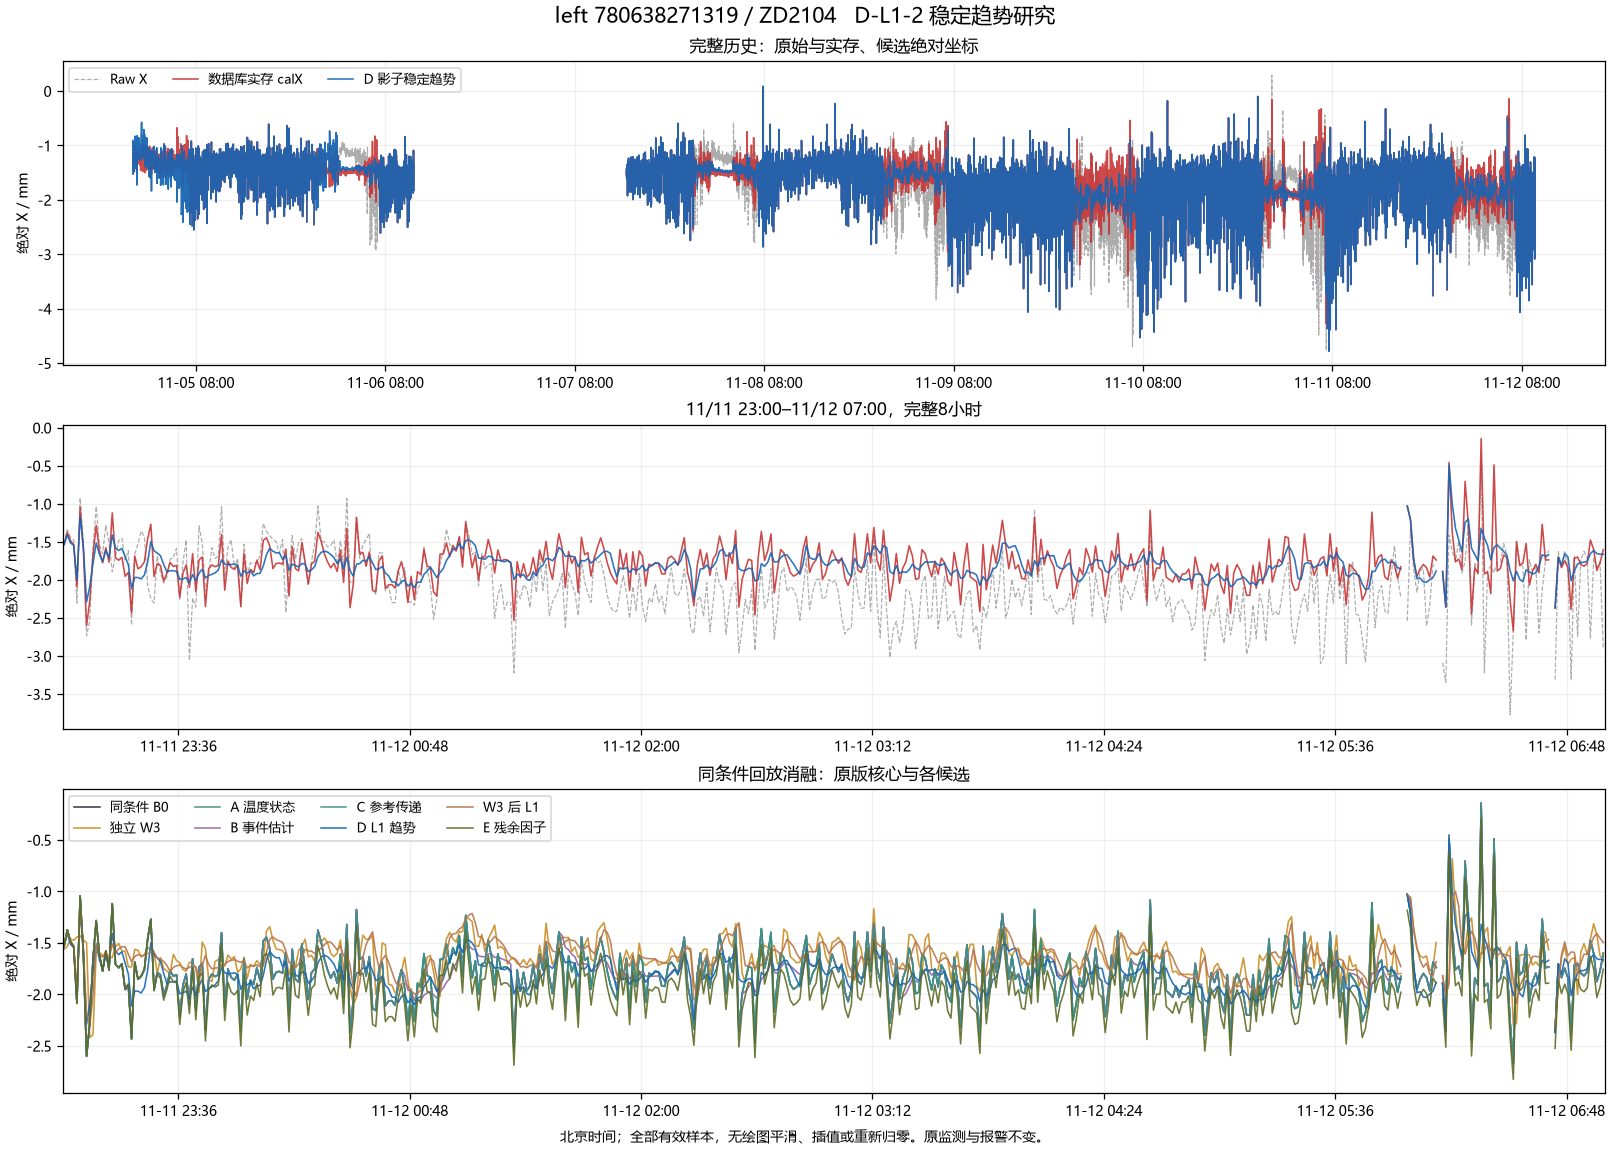 left 780638271319 / ZD2104 D-L1-2 稳定趋势研究
完整历史：原始与实存、候选绝对坐标
Raw X
数据库实存 calX
D 影子稳定趋势
绝对 X / mm
0
-1
-2
-3
-4
-5
11-05 08:00
11-06 08:00
11-07 08:00
11-08 08:00
11-09 08:00
11-10 08:00
11-11 08:00
11-12 08:00
11/11 23:00–11/12 07:00，完整8小时
绝对 X / mm
0.0
-0.5
-1.0
-1.5
-2.0
-2.5
-3.0
-3.5
11-11 23:36
11-12 00:48
11-12 02:00
11-12 03:12
11-12 04:24
11-12 05:36
11-12 06:48
同条件回放消融：原版核心与各候选
同条件 B0
A 温度状态
C 参考传递
W3 后 L1
独立 W3
B 事件估计
D L1 趋势
E 残余因子
绝对 X / mm
-0.5
-1.0
-1.5
-2.0
-2.5
11-11 23:36
11-12 00:48
11-12 02:00
11-12 03:12
11-12 04:24
11-12 05:36
11-12 06:48
北京时间；全部有效样本，无绘图平滑、插值或重新归零。原监测与报警不变。